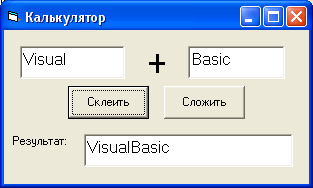 Калькулятор
Visual + Basic
Склеить Сложить
Результат: VisualBasic